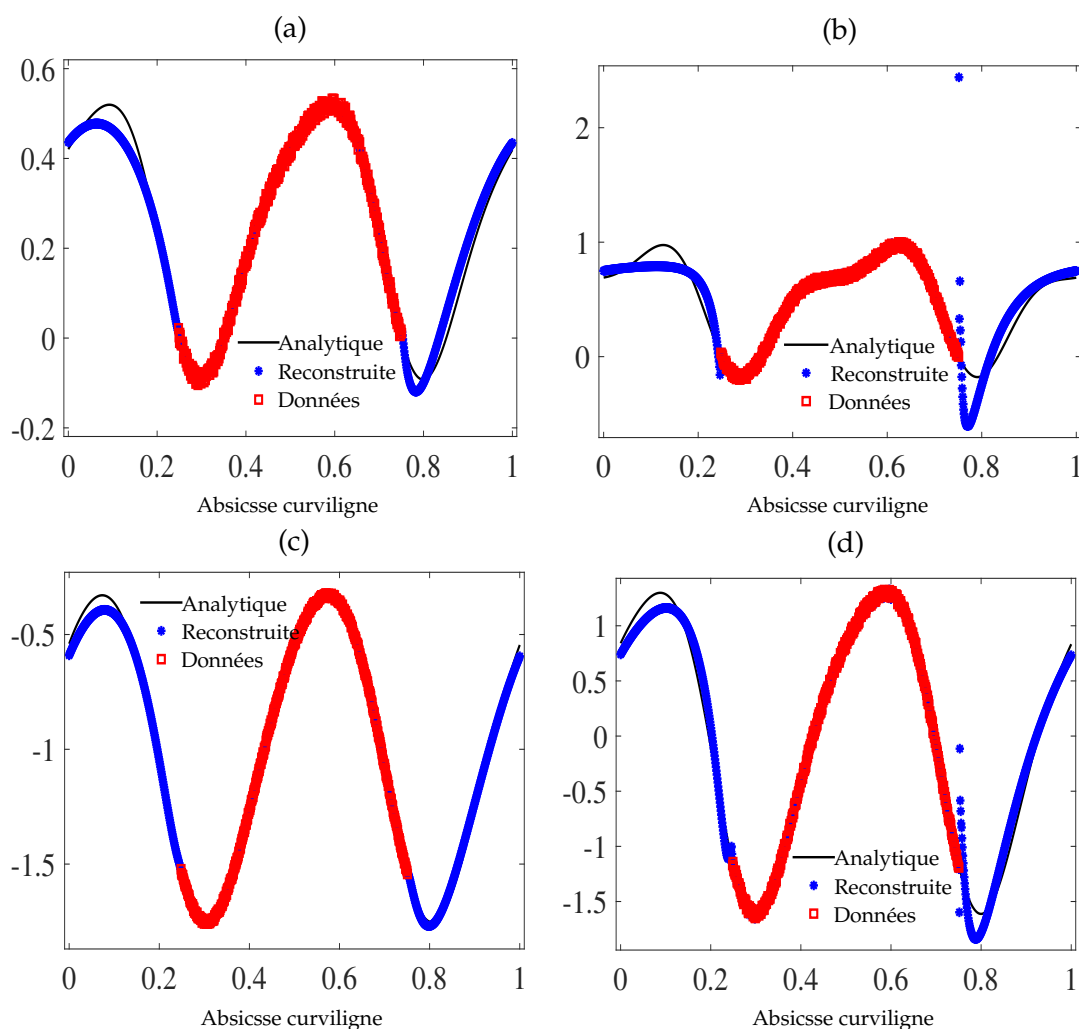 (a)
0.6
0.4
0.2
0
-0.2
Analytique
Reconstruite
Données
0 0.2 0.4 0.6 0.8 1
Absicsse curviligne
(b)
2
1
0
Analytique
Reconstruite
Données
0 0.2 0.4 0.6 0.8 1
Absicsse curviligne
(c)
-0.5
-1
-1.5
Analytique
Reconstruite
Données
0 0.2 0.4 0.6 0.8 1
Absicsse curviligne
(d)
1
0.5
0
-0.5
-1
-1.5
Analytique
Reconstruite
Données
0 0.2 0.4 0.6 0.8 1
Absicsse curviligne